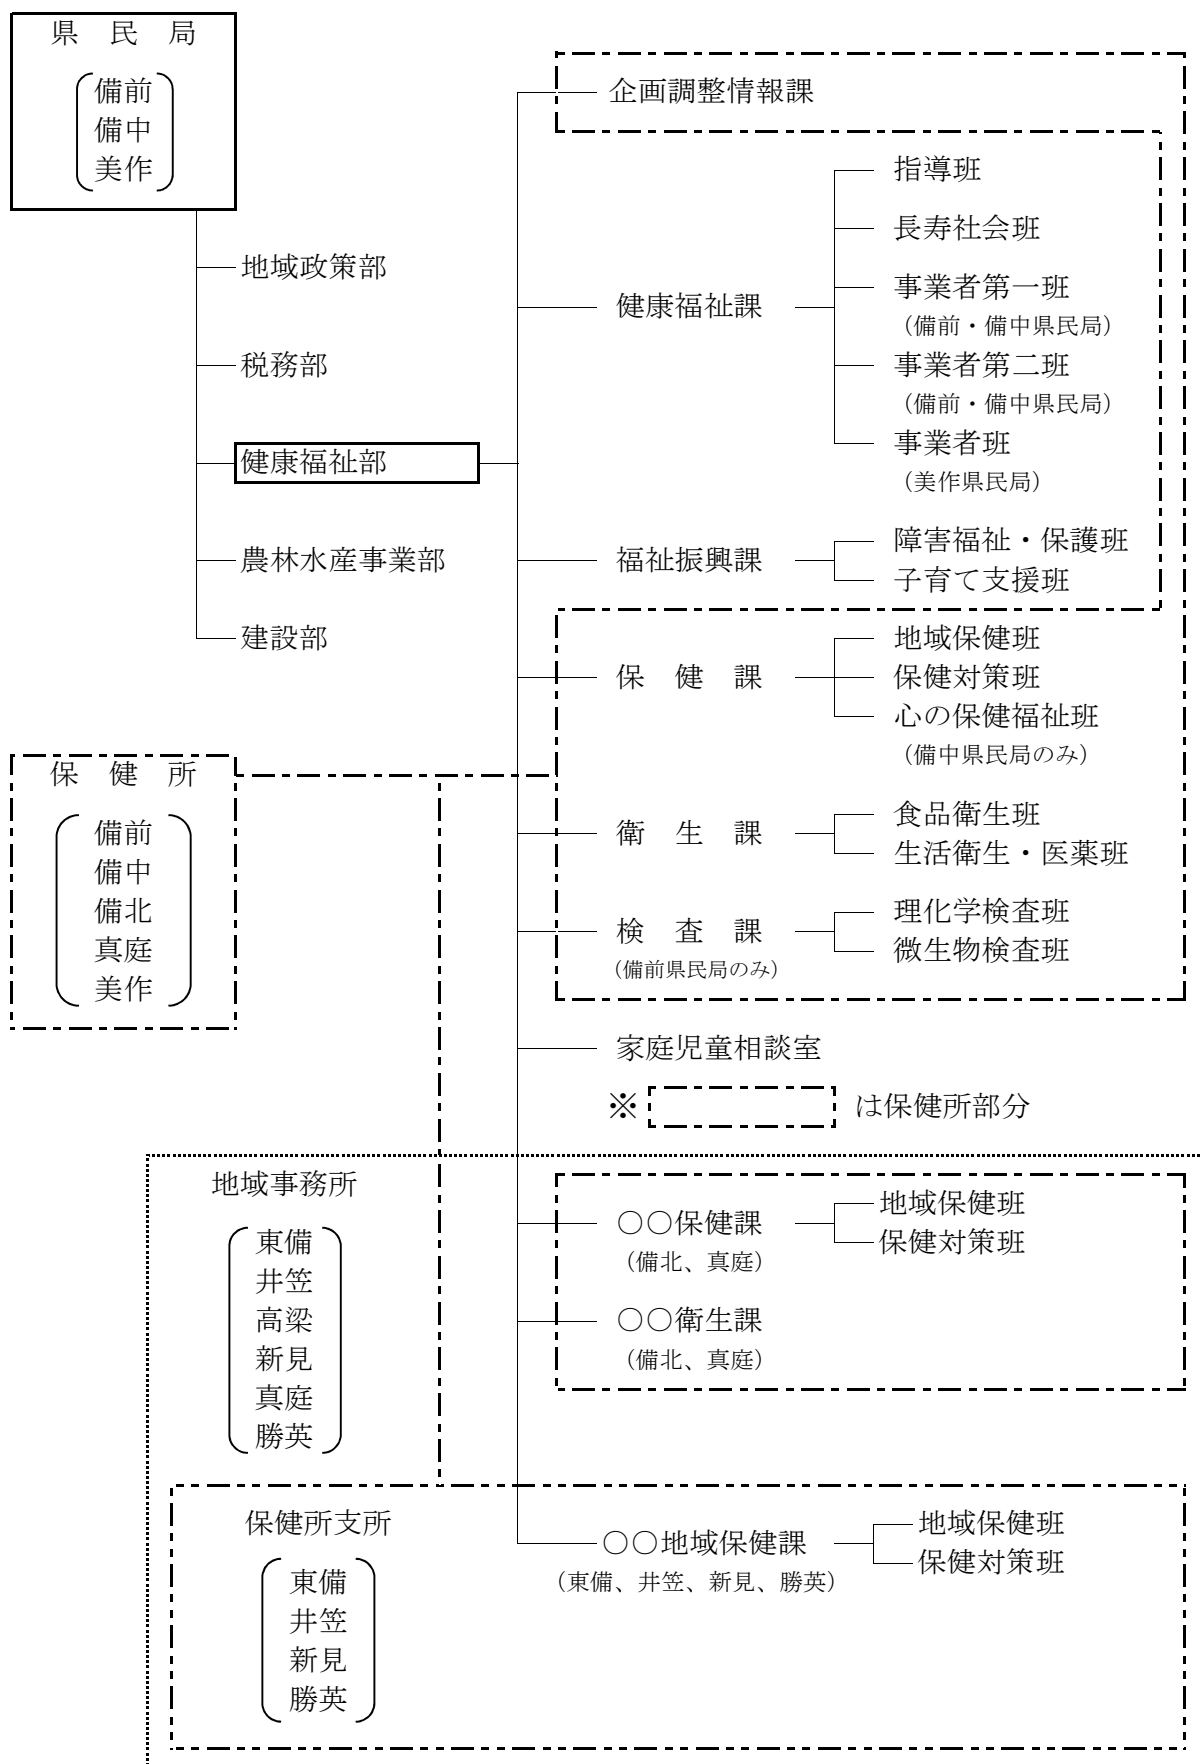 県　民　局
備前
備中
美作
地域政策部
税務部
健康福祉部
農林水産事業部
建設部
企画調整情報課
健康福祉課
指導班
長寿社会班
事業者第一班
（備前・備中県民局）
事業者第二班
（備前・備中県民局）
事業者班
（美作県民局）
福祉振興課
障害福祉・保護班
子育て支援班
保　健　課
地域保健班
保健対策班
心の保健福祉班
（備中県民局のみ）
保　健　所
備前
備中
備北
真庭
美作
衛　生　課
食品衛生班
生活衛生・医薬班
検　査　課
（備前県民局のみ）
理化学検査班
微生物検査班
家庭児童相談室
※　は保健所部分
地域事務所
東備
井笠
高梁
新見
真庭
勝英
〇〇保健課
（備北、真庭）
地域保健班
保健対策班
〇〇衛生課
（備北、真庭）
保健所支所
東備
井笠
新見
勝英
〇〇地域保健課
（東備、井笠、新見、勝英）
地域保健班
保健対策班